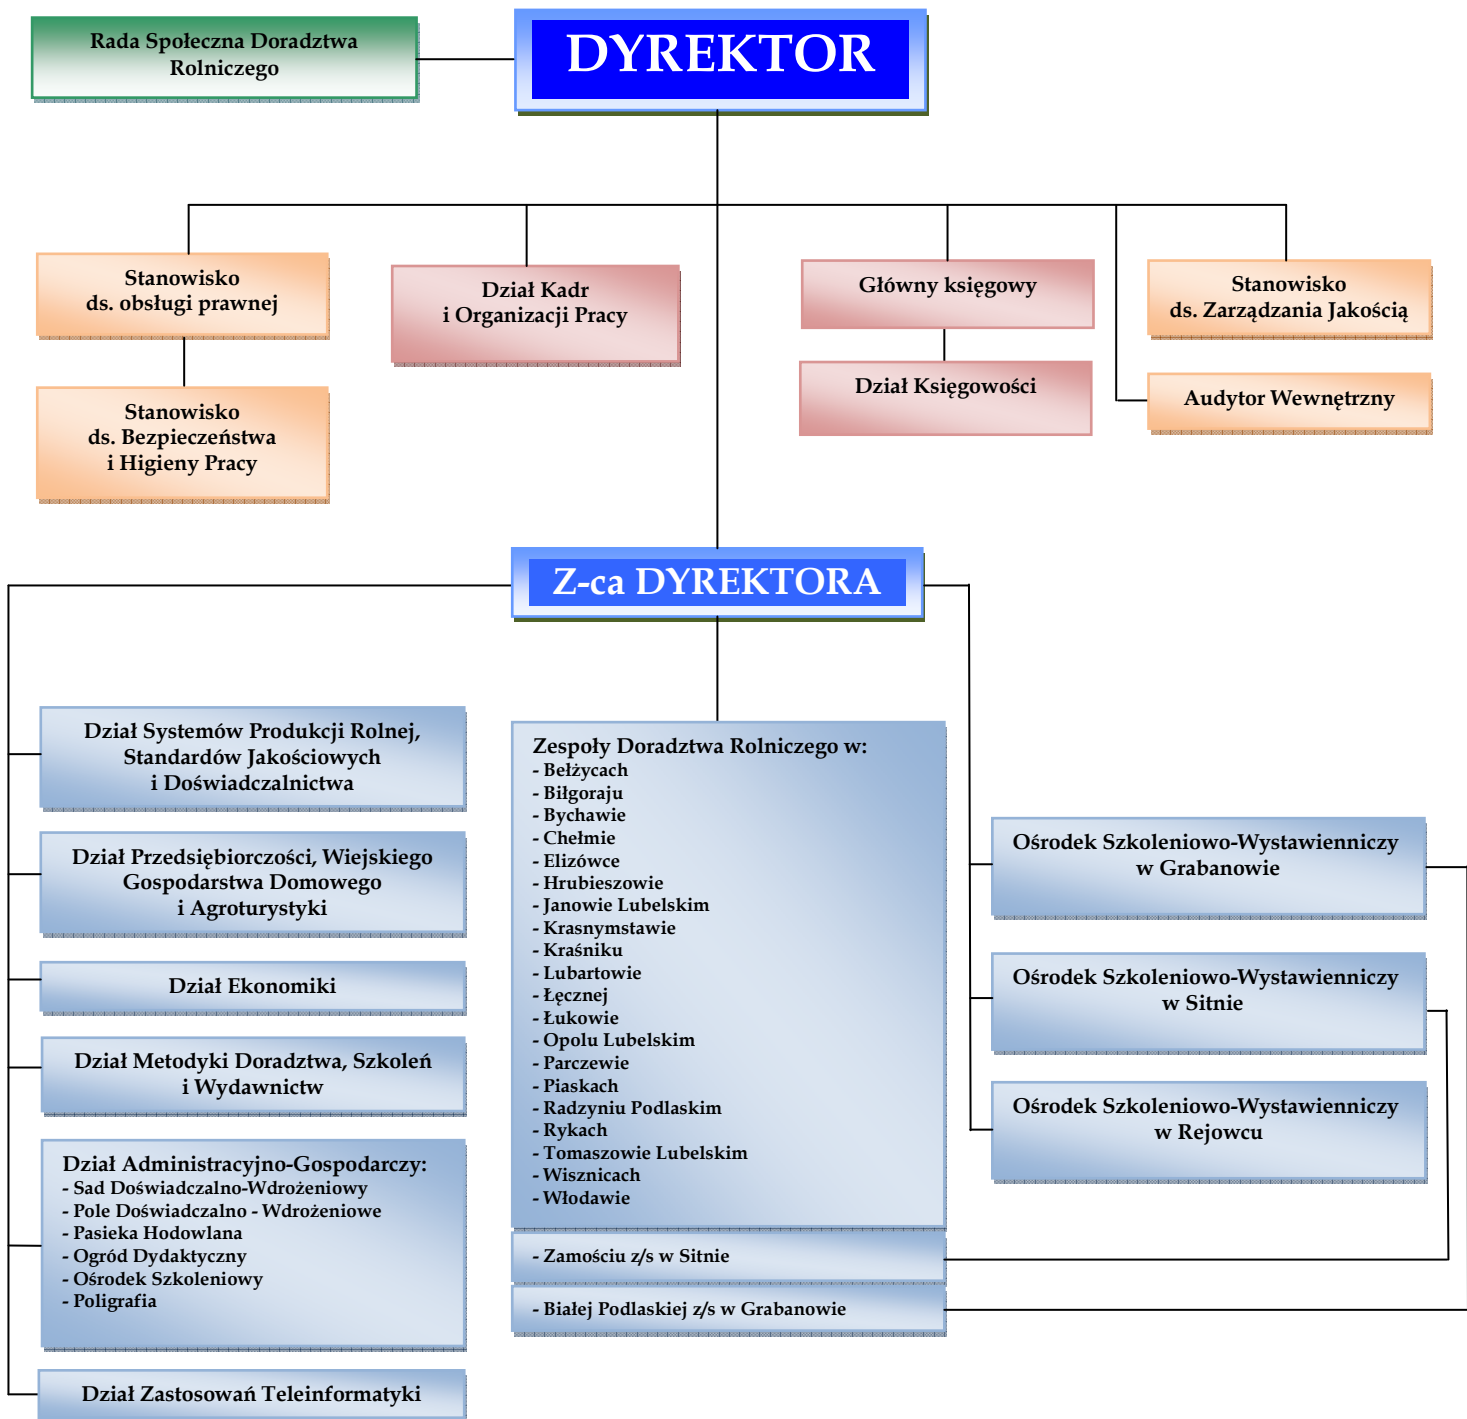 Rada Społeczna Doradztwa
Rolniczego
DYREKTOR
Stanowisko
ds. obsługi prawnej
Dział Kadr
i Organizacji Pracy
Główny księgowy
Stanowisko
ds. Zarządzania Jakością
Stanowisko
ds. Bezpieczeństwa
i Higieny Pracy
Dział Księgowości
Audytor Wewnętrzny
Z-ca DYREKTORA
Dział Systemów Produkcji Rolnej,
Standardów Jakościowych
i Doświadczalnictwa
Dział Przedsiębiorczości, Wiejskiego
Gospodarstwa Domowego
i Agroturystyki
Dział Ekonomiki
Dział Metodyki Doradztwa, Szkoleń
i Wydawnictw
Dział Administracyjno-Gospodarczy:
- Sad Doświadczalno-Wdrożeniowy
- Pole Doświadczalno - Wdrożeniowe
- Pasieka Hodowlana
- Ogród Dydaktyczny
- Ośrodek Szkoleniowy
- Poligrafia
Dział Zastosowań Teleinformatyki
Zespoły Doradztwa Rolniczego w:
- Bełżycach
- Biłgoraju
- Bychawie
- Chełmie
- Elizówce
- Hrubieszowie
- Janowie Lubelskim
- Krasnymstawie
- Kraśniku
- Lubartowie
- Łęcznej
- Łukowie
- Opolu Lubelskim
- Parczewie
- Piaskach
- Radzyniu Podlaskim
- Rykach
- Tomaszowie Lubelskim
- Wisznicach
- Włodawie
- Zamościu z/s w Sitnie
- Białej Podlaskiej z/s w Grabanowie
Ośrodek Szkoleniowo-Wystawienniczy
w Grabanowie
Ośrodek Szkoleniowo-Wystawienniczy
w Sitnie
Ośrodek Szkoleniowo-Wystawienniczy
w Rejowcu